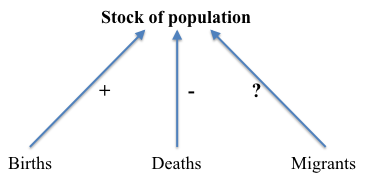 Stock of population
+ - ?
Births Deaths Migrants